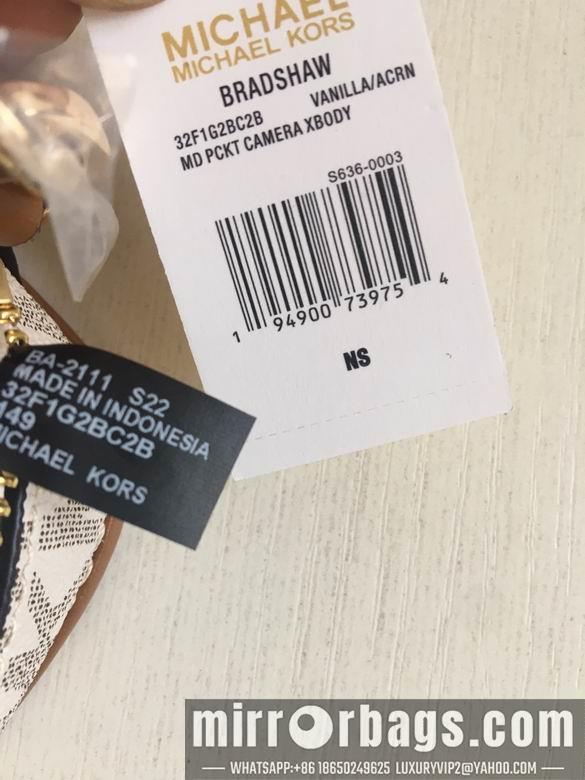 MICHAEL
MICHAEL KORS
BRADSHAW
32F1G2BC2B VANILLA/ACRN
MD PCKT CAMERA XBODY
S636-0003
1 94900 73975 4
NS
BA-2111 S22
MADE IN INDONESIA
32F1G2BC2B
149
MICHAEL KORS
mirrorbags.com
WHATSAPP:+86 18650249625 LUXURYVIP2@YAHOO.COM